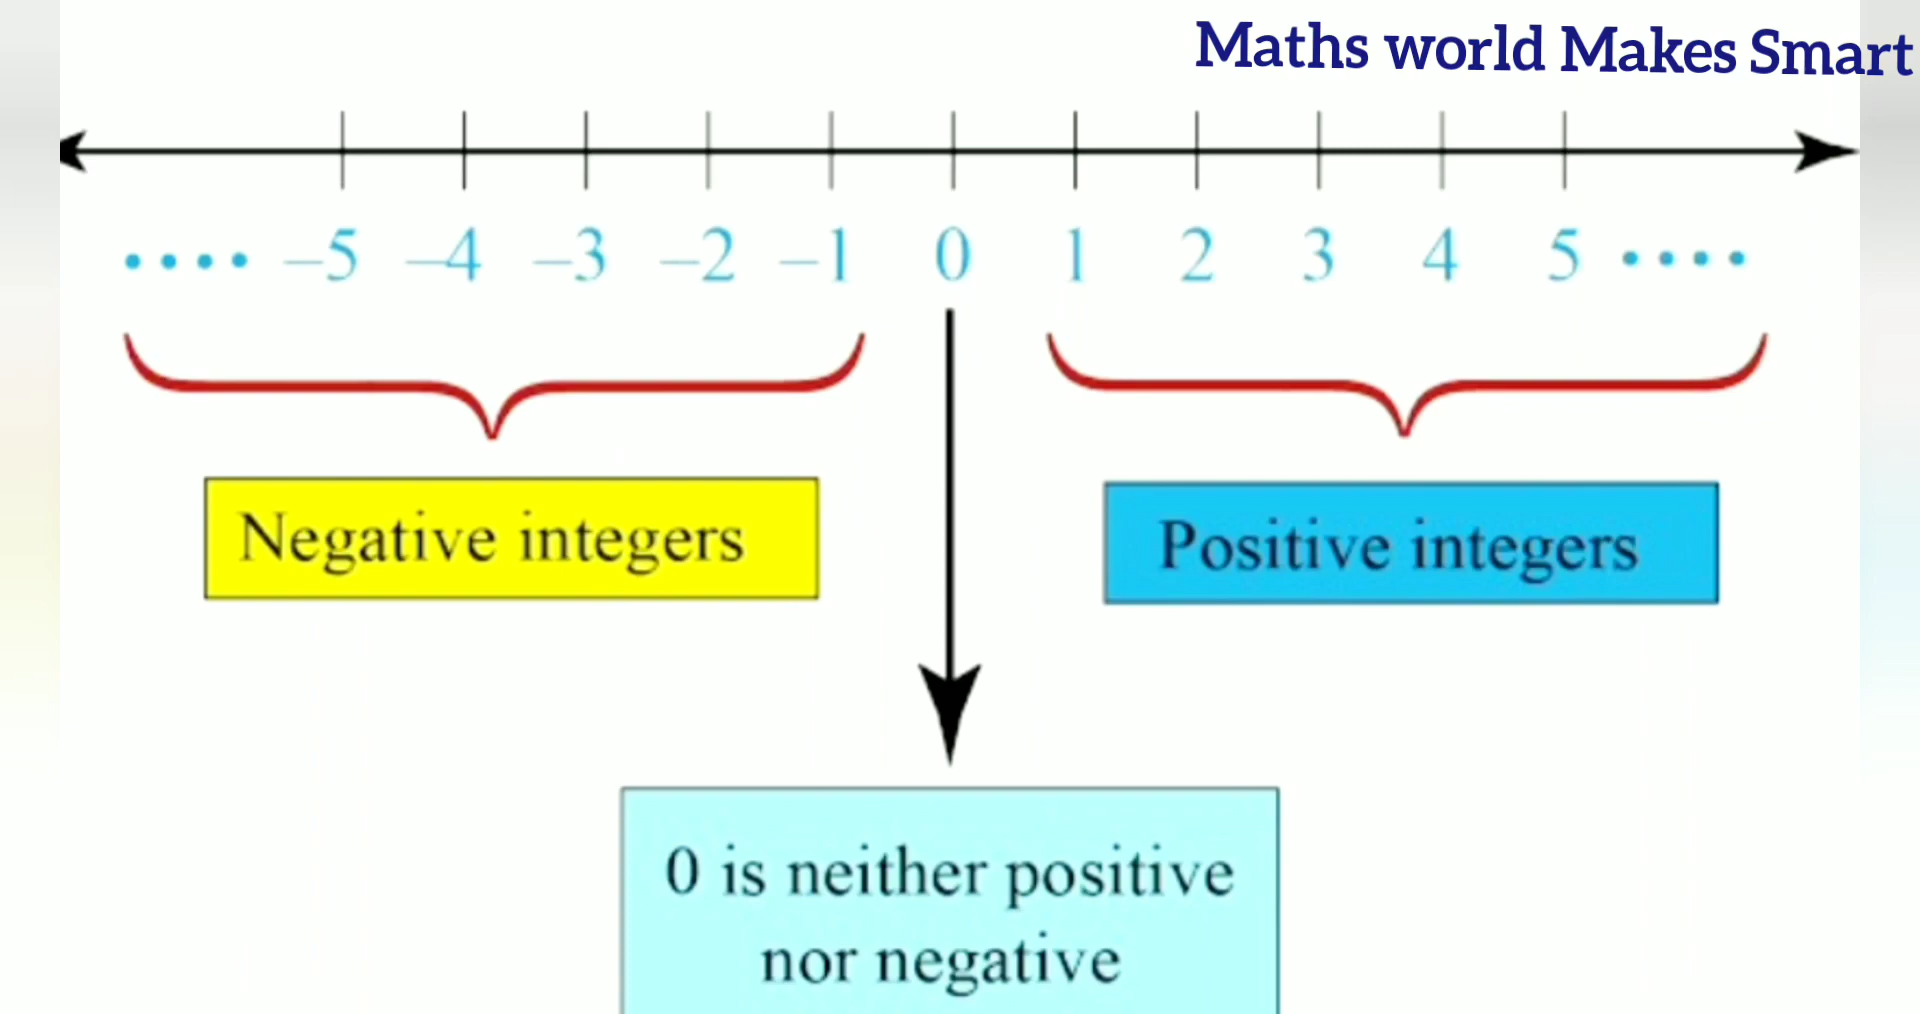 Maths world Makes Smart
.... –5 –4 –3 –2 –1 0 1 2 3 4 5 ....
Negative integers
Positive integers
0 is neither positive
nor negative